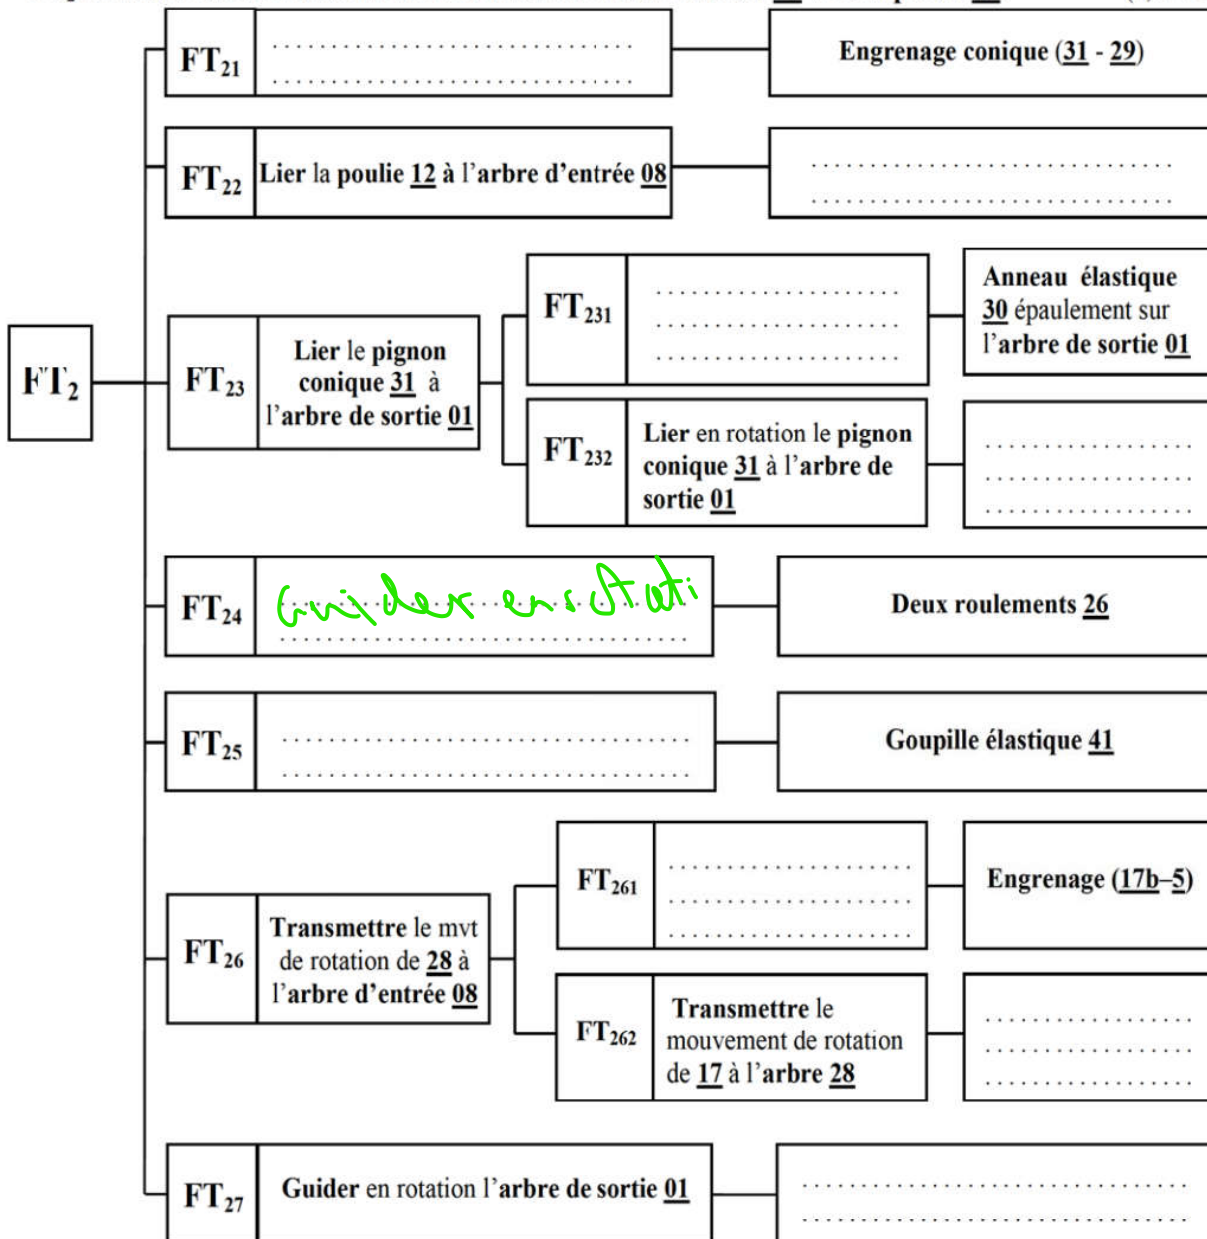 FT21
Engrenage conique (31 - 29)
FT22
Lier la poulie 12 à l'arbre d'entrée 08
FT2
FT23
Lier le pignon
conique 31 à
l'arbre de sortie 01
FT231
Anneau élastique
30 épaulement sur
l'arbre de sortie 01
FT232
Lier en rotation le pignon
conique 31 à l'arbre de
sortie 01
FT24
Guider en
Deux roulements 26
FT25
Goupille élastique 41
FT26
Transmettre le mvt
de rotation de 28 à
l'arbre d'entrée 08
FT261
Engrenage (17b–5)
FT262
Transmettre le
mouvement de rotation
de 17 à l'arbre 28
FT27
Guider en rotation l'arbre de sortie 01